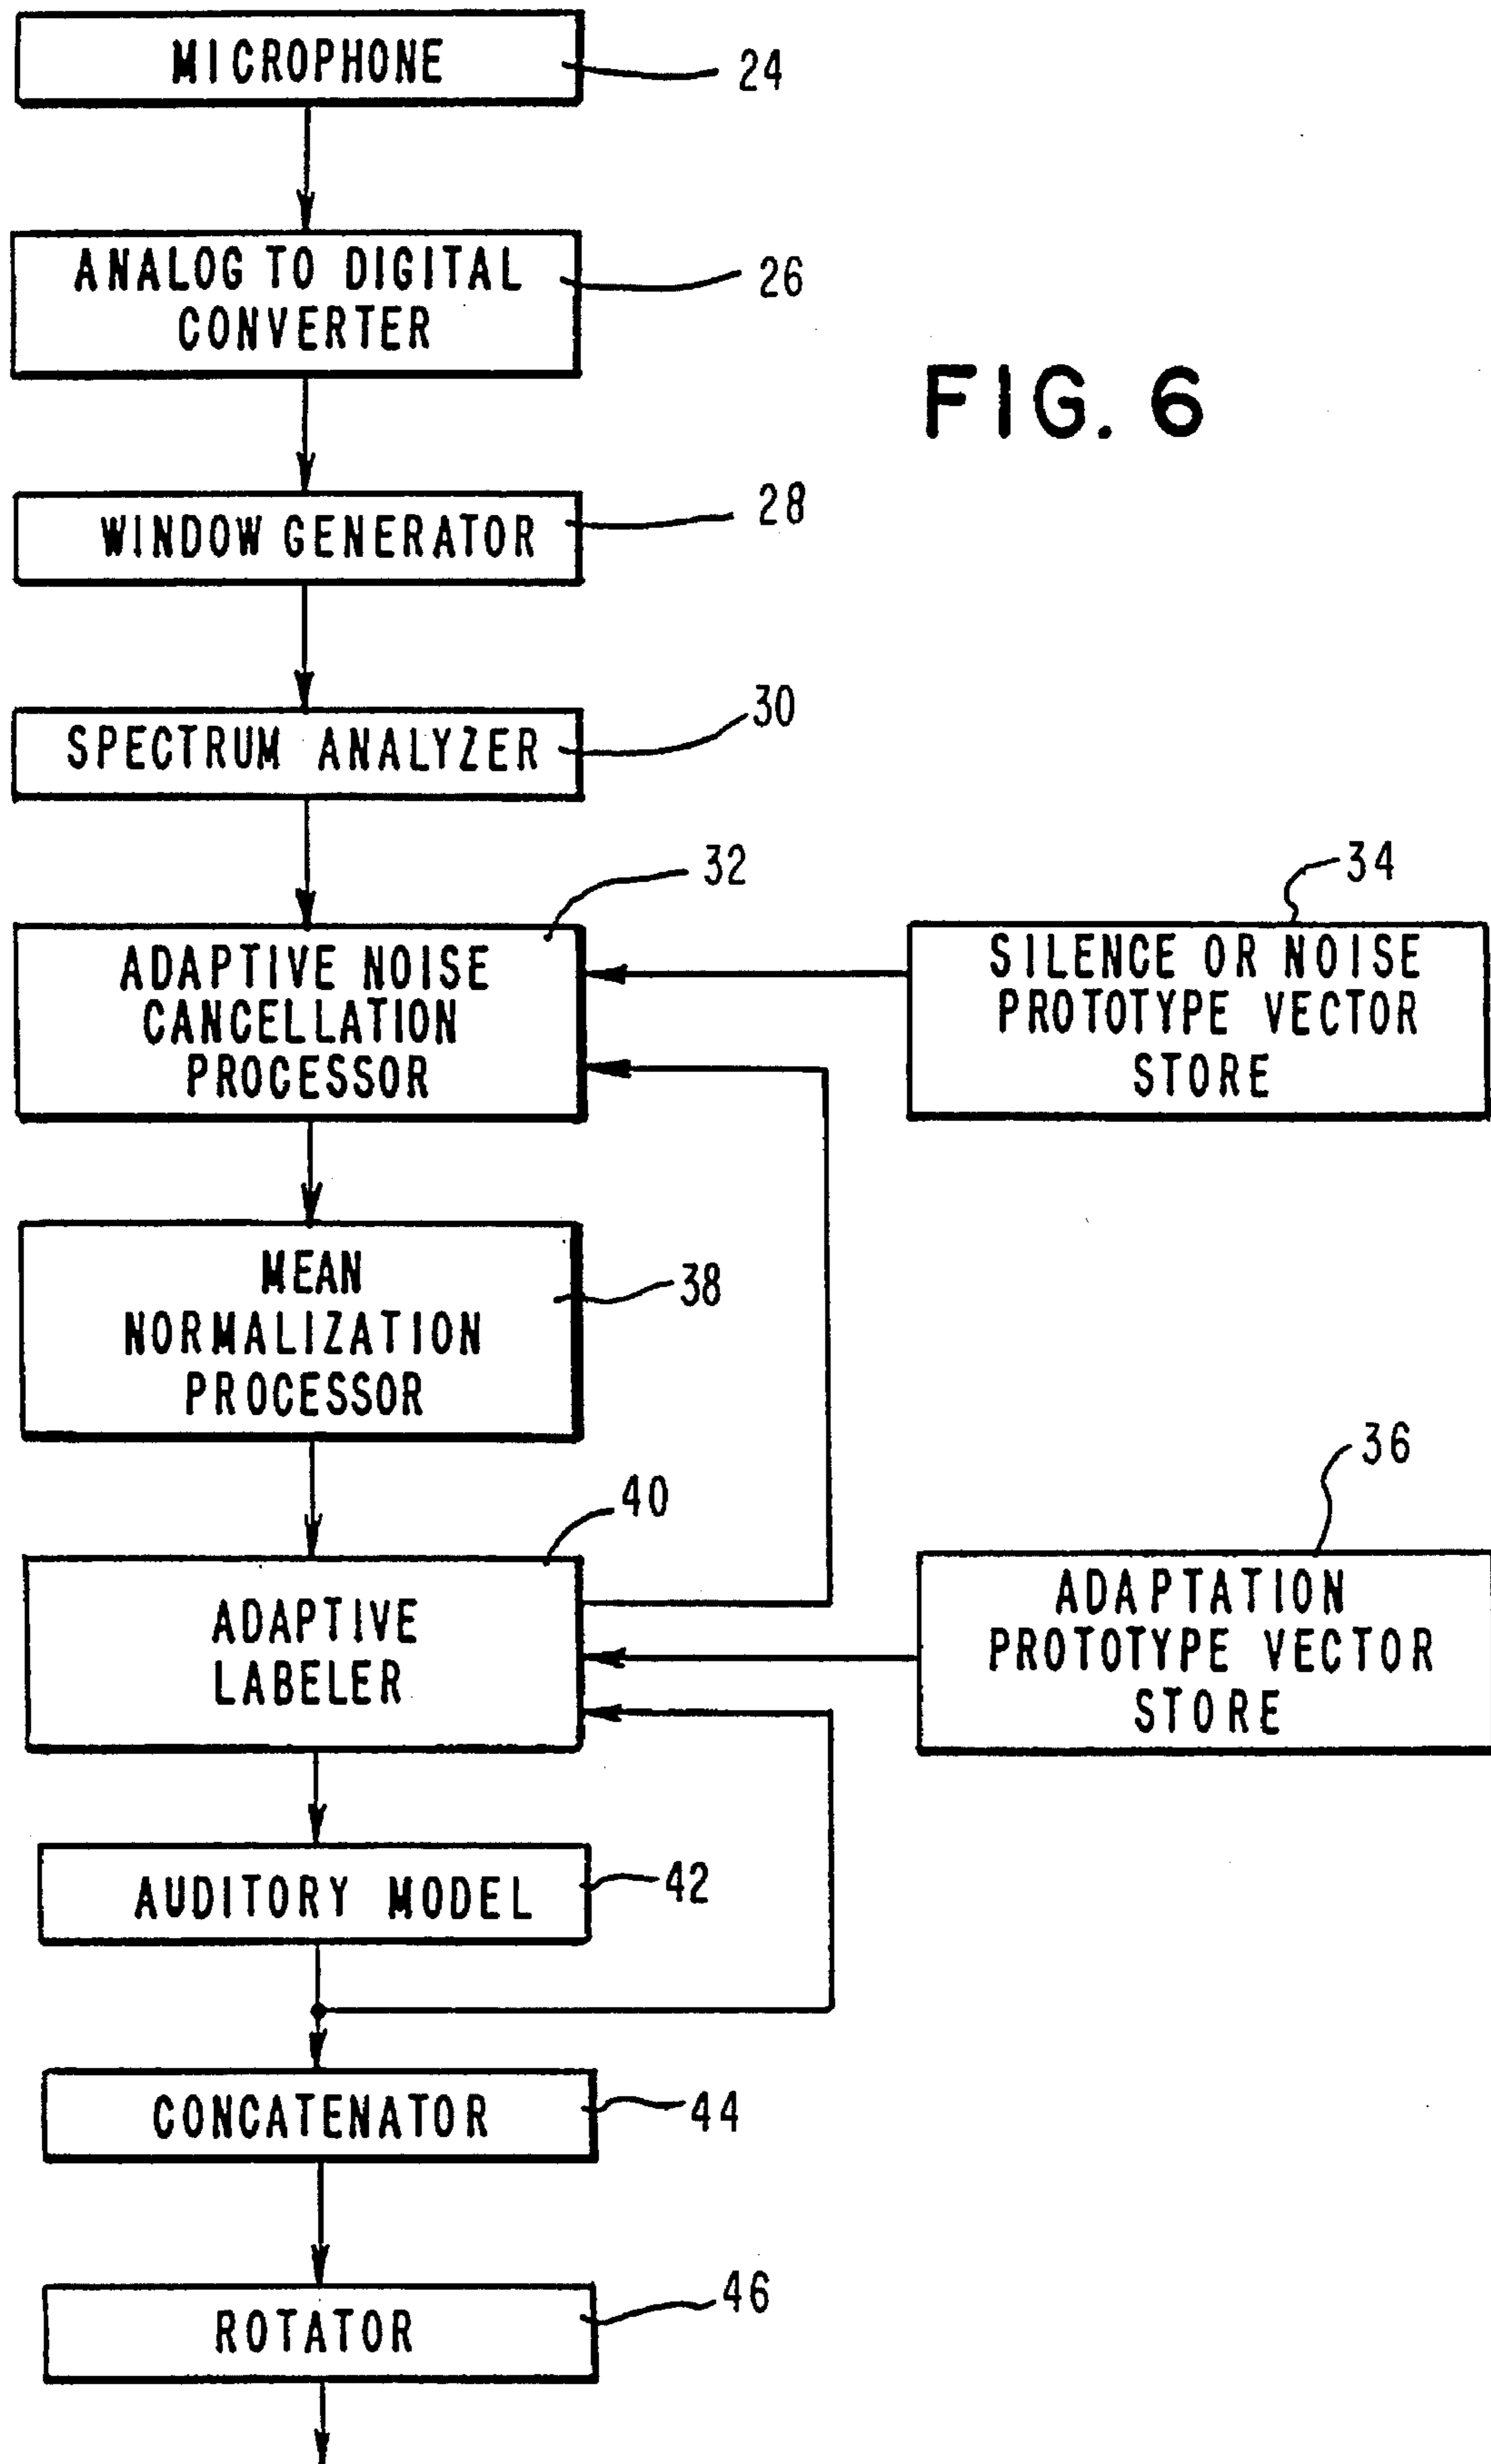 MICROPHONE
24
ANALOG TO DIGITAL
CONVERTER
26
FIG. 6
WINDOW GENERATOR
28
SPECTRUM ANALYZER
30
ADAPTIVE NOISE
CANCELLATION
PROCESSOR
32
SILENCE OR NOISE
PROTOTYPE VECTOR
STORE
34
MEAN
NORMALIZATION
PROCESSOR
38
ADAPTIVE
LABELER
40
ADAPTATION
PROTOTYPE VECTOR
STORE
36
AUDITORY MODEL
42
CONCATENATOR
44
ROTATOR
46